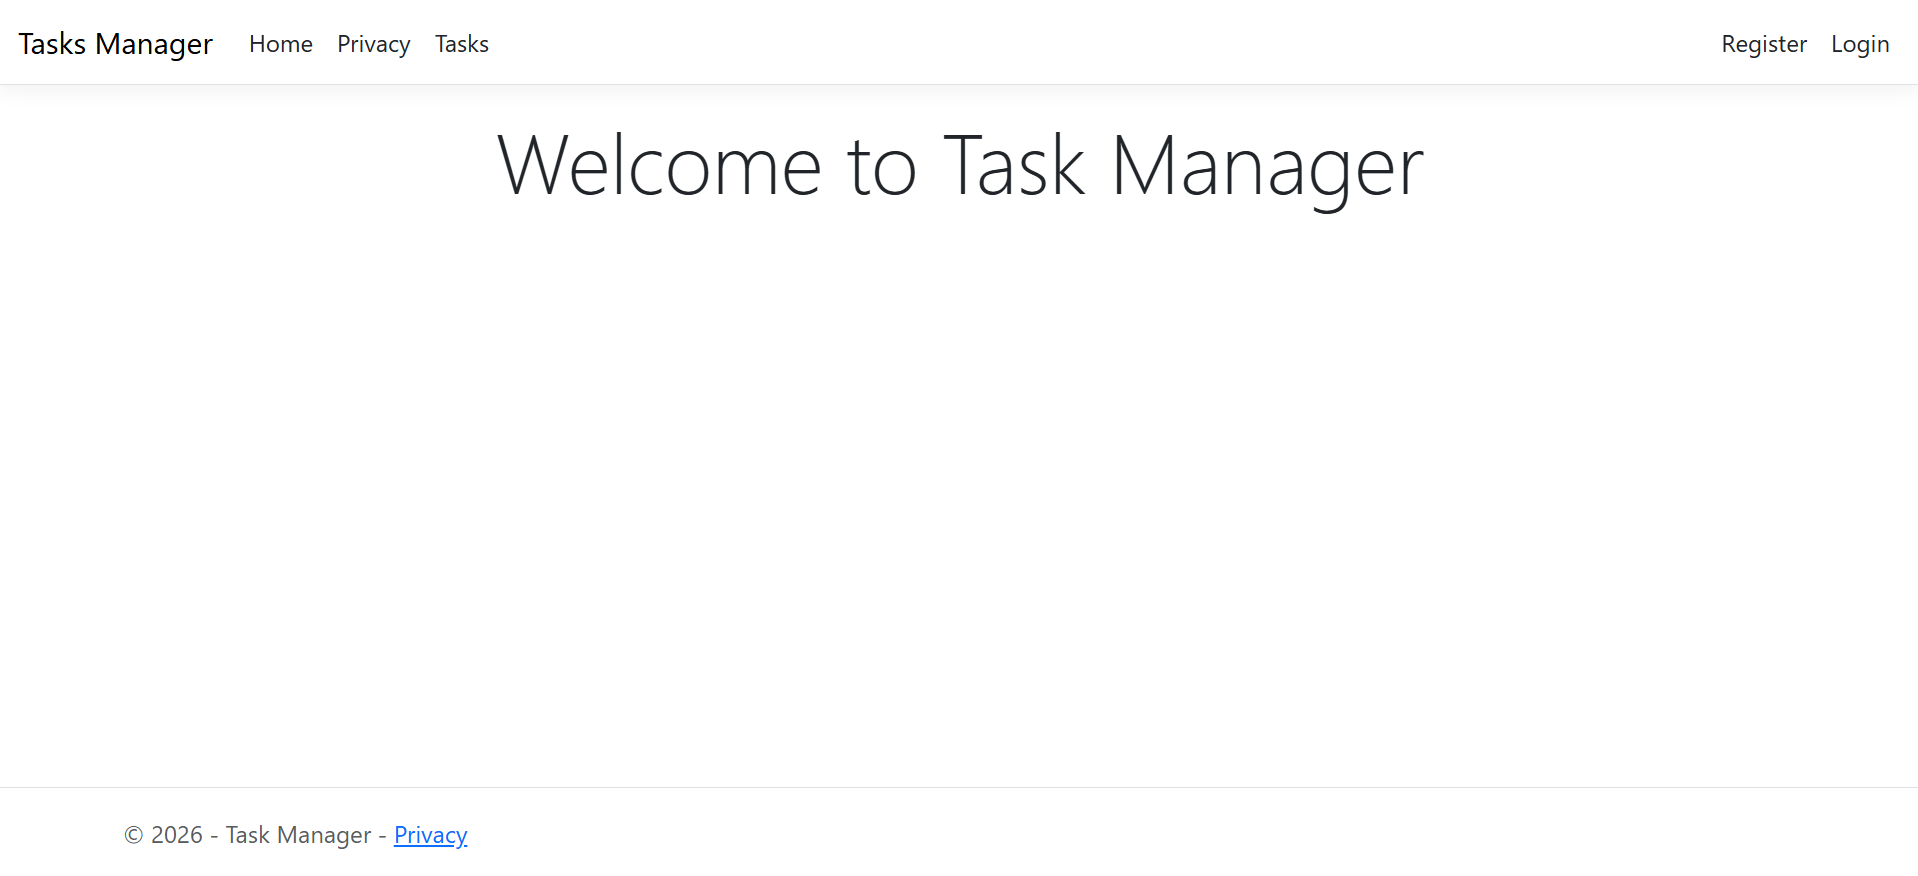 Tasks Manager Home Privacy Tasks Register Login
Welcome to Task Manager
© 2026 - Task Manager - Privacy